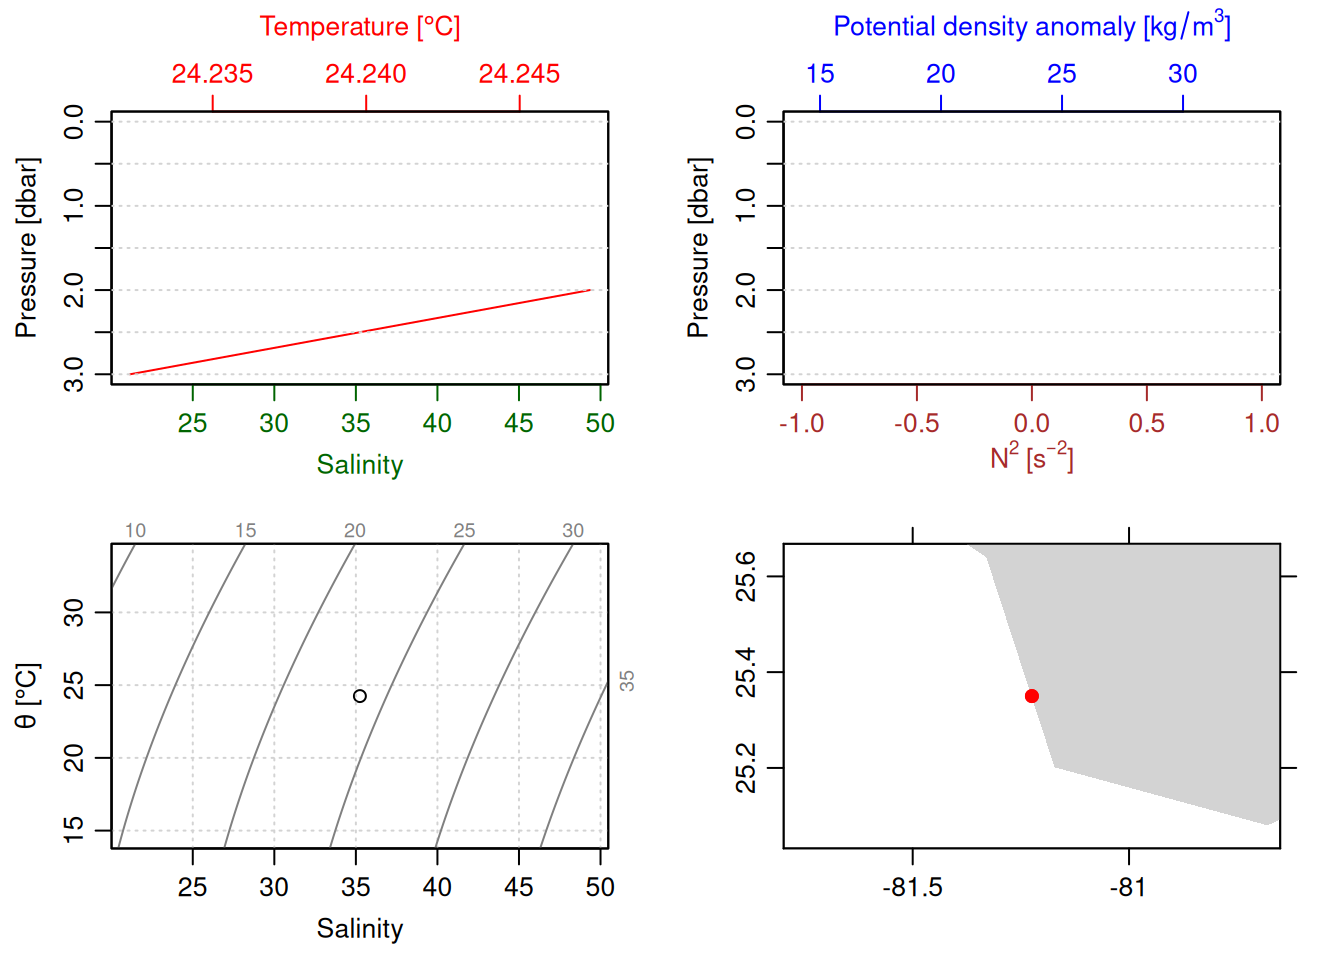 Temperature [°C]
24.235 24.240 24.245
Pressure [dbar]
0.0 1.0 2.0 3.0
25 30 35 40 45 50
Salinity
Potential density anomaly [kg/m³]
15 20 25 30
Pressure [dbar]
0.0 1.0 2.0 3.0
-1.0 -0.5 0.0 0.5 1.0
N² [s⁻²]
10 15 20 25 30
35
θ [°C]
30 25 20 15
25 30 35 40 45 50
Salinity
25.6 25.4 25.2
-81.5 -81